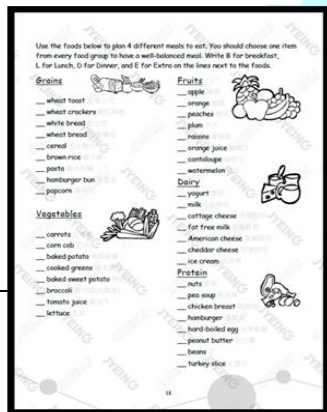 Use the foods below to plan 4 different meals to eat. You should choose one item
from every food group to have a well-balanced meal. Write B for breakfast,
L for Lunch, D for Dinner, and E for Extra on the lines next to the foods.
Grains
__ wheat toast
__ wheat crackers
__ white bread
__ wheat bread
__ cereal
__ brown rice
__ pasta
__ hamburger bun
__ popcorn
Vegetables
__ carrots
__ corn cob
__ baked potato
__ cooked greens
__ baked sweet potato
__ broccoli
__ tomato juice
__ lettuce
Fruits
__ apple
__ orange
__ peaches
__ plum
__ raisins
__ orange juice
__ cantaloupe
__ watermelon
Dairy
__ yogurt
__ milk
__ cottage cheese
__ fat free milk
__ American cheese
__ cheddar cheese
__ ice cream
Protein
__ nuts
__ pea soup
__ chicken breast
__ hamburger
__ hard-boiled egg
__ peanut butter
__ beans
__ turkey slice